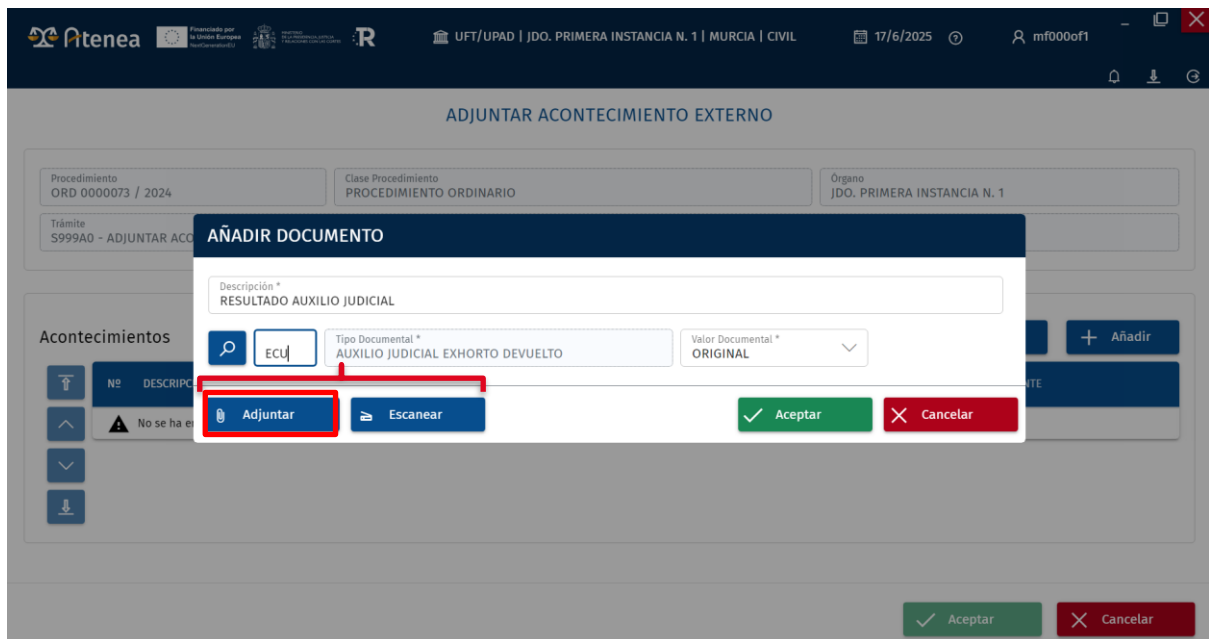 Atenea
Financiado por
la Unión Europea
NextGenerationEU
R
UFT/UPAD | JDO. PRIMERA INSTANCIA N. 1 | MURCIA | CIVIL
17/6/2025
mf000of1
ADJUNTAR ACONTECIMIENTO EXTERNO
Procedimiento
ORD 0000073 / 2024
Clase Procedimiento
PROCEDIMIENTO ORDINARIO
Órgano
JDO. PRIMERA INSTANCIA N. 1
Trámite
S999A0 - ADJUNTAR ACO
AÑADIR DOCUMENTO
Descripción *
RESULTADO AUXILIO JUDICIAL
ECU
Tipo Documental *
AUXILIO JUDICIAL EXHORTO DEVUELTO
Valor Documental *
ORIGINAL
Adjuntar
Escanear
Aceptar
Cancelar
Acontecimientos
Añadir
Nº DESCRIPC
NTE
No se ha e
Aceptar
Cancelar